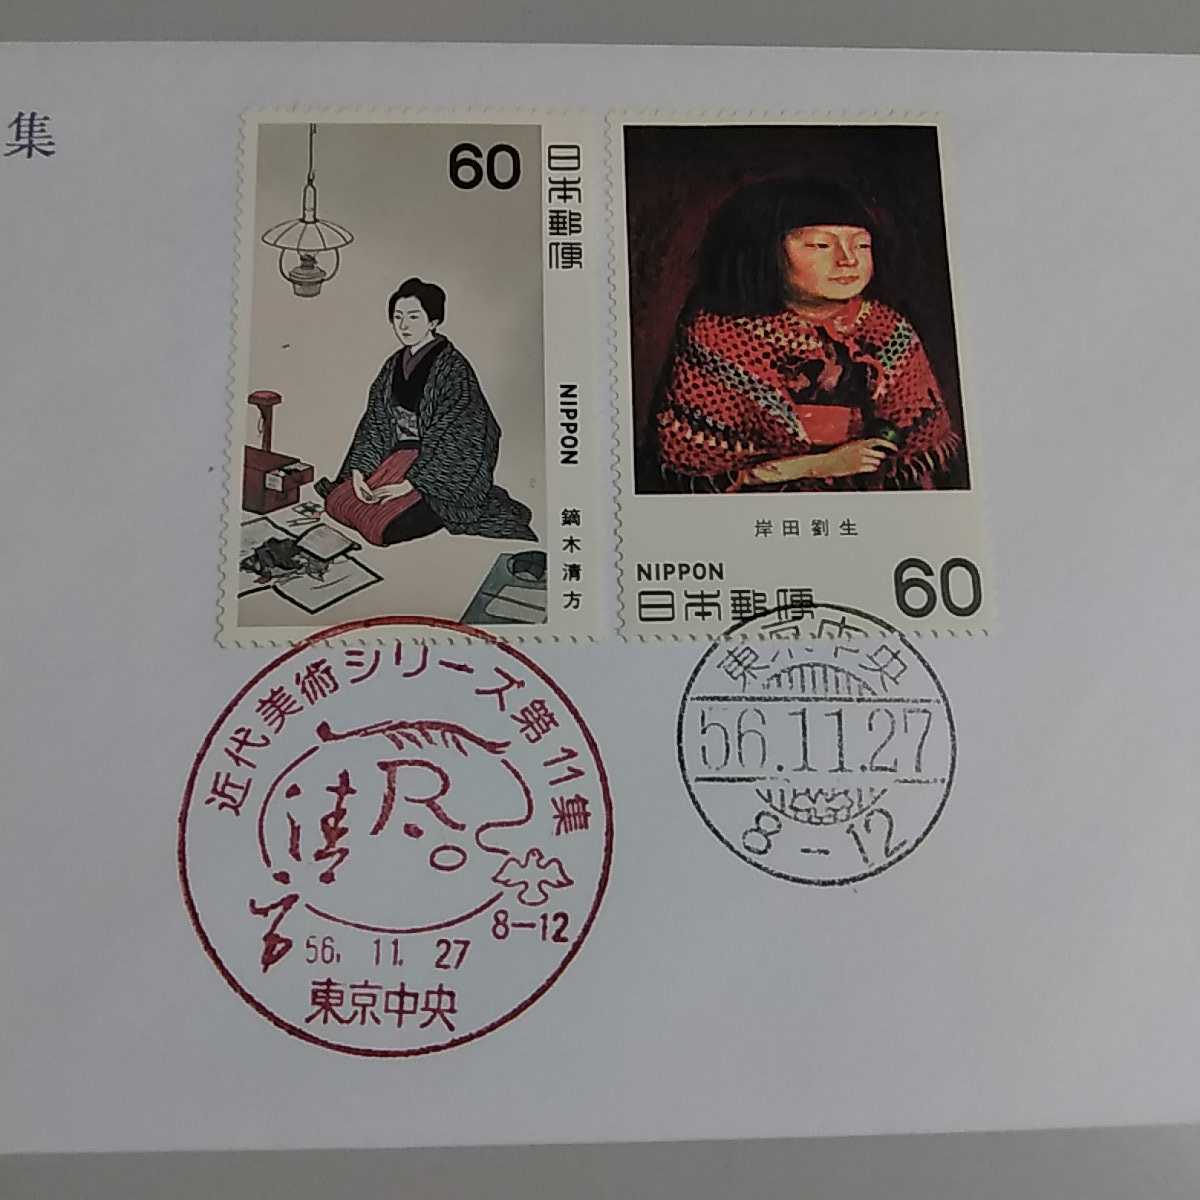 集
60
日本郵便
NIPPON
鏑木清方
岸田劉生
NIPPON
日本郵便
60
近代美術シリーズ第11集
清方
R.
56. 11. 27
8-12
東京中央
東京中央
56.11.27
8-12